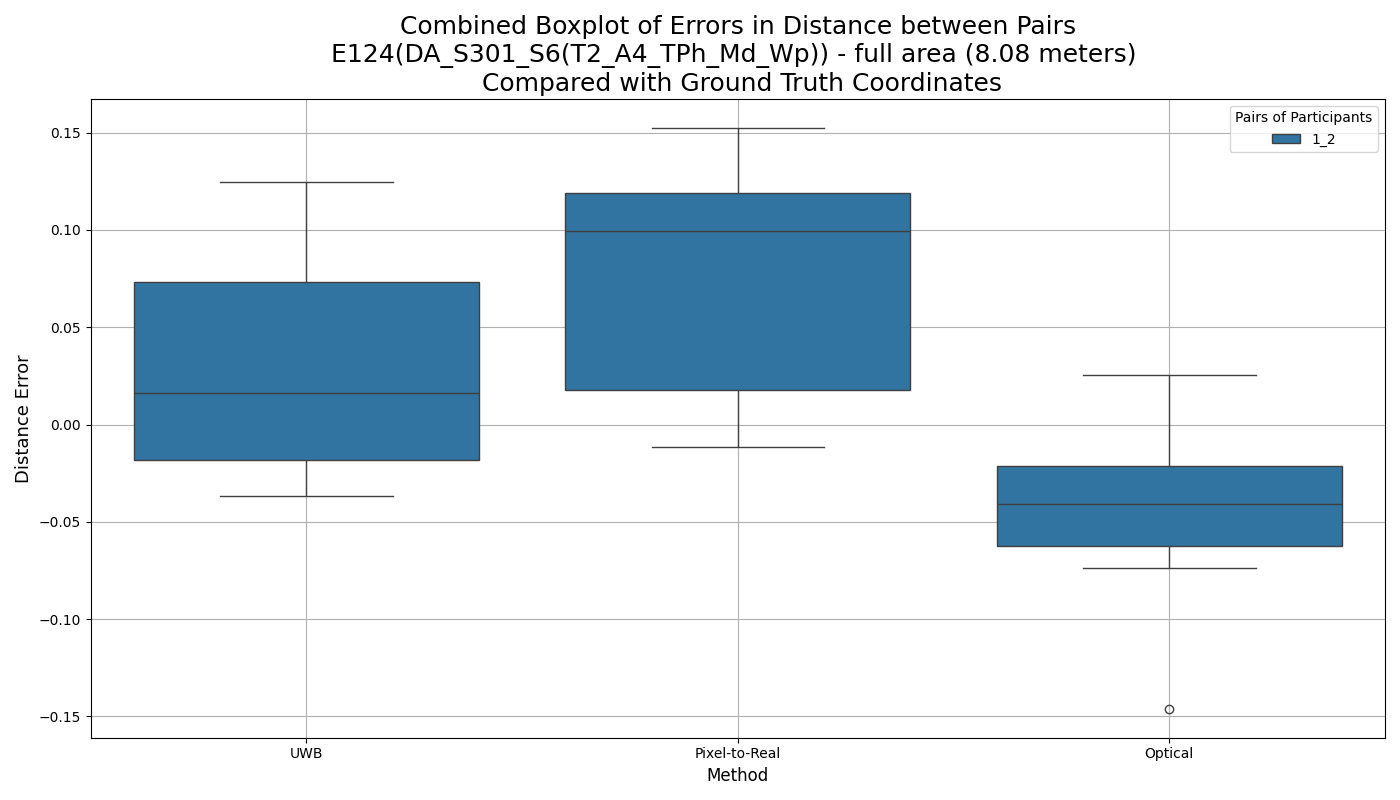 Combined Boxplot of Errors in Distance between Pairs
E124(DA_S301_S6(T2_A4_TPh_Md_Wp)) - full area (8.08 meters)
Compared with Ground Truth Coordinates
Pairs of Participants
1_2
0.15
0.10
0.05
0.00
−0.05
−0.10
−0.15
Distance Error
UWB
Pixel-to-Real
Optical
Method